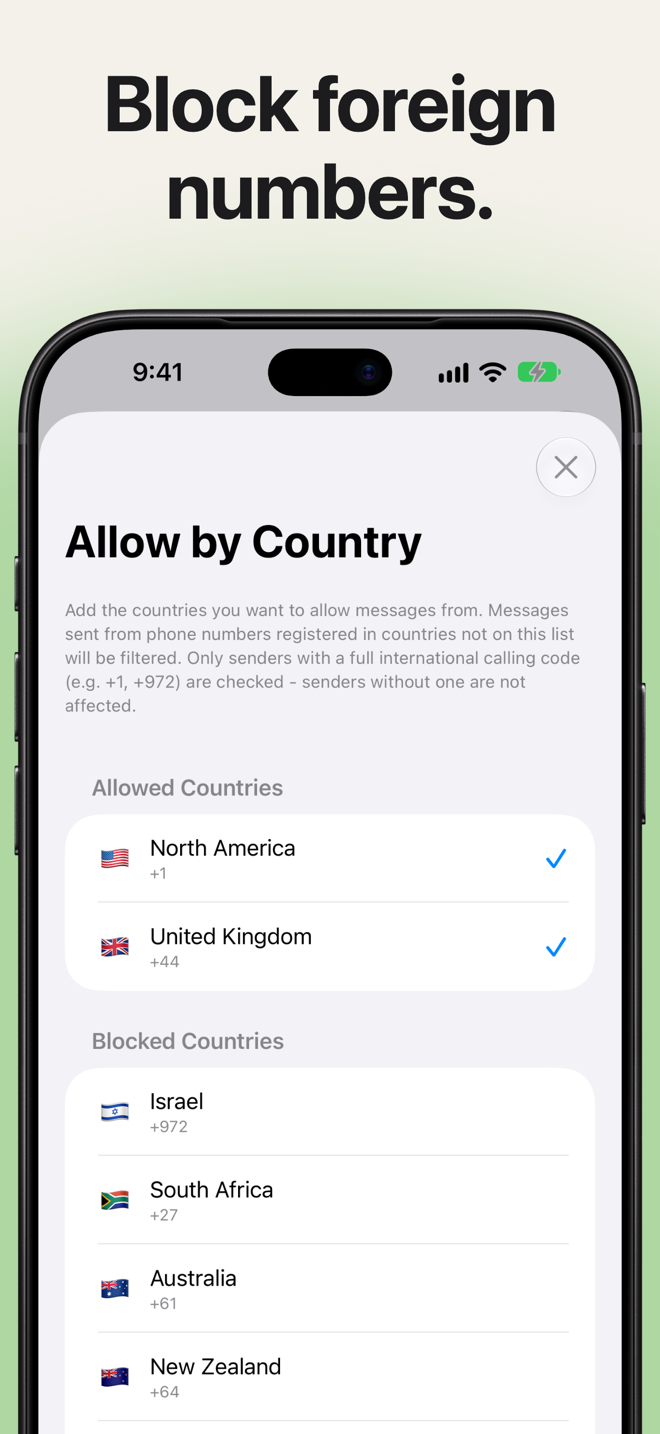 Block foreign
numbers.
9:41
Allow by Country
Add the countries you want to allow messages from. Messages
sent from phone numbers registered in countries not on this list
will be filtered. Only senders with a full international calling code
(e.g. +1, +972) are checked - senders without one are not
affected.
Allowed Countries
North America
+1
United Kingdom
+44
Blocked Countries
Israel
+972
South Africa
+27
Australia
+61
New Zealand
+64